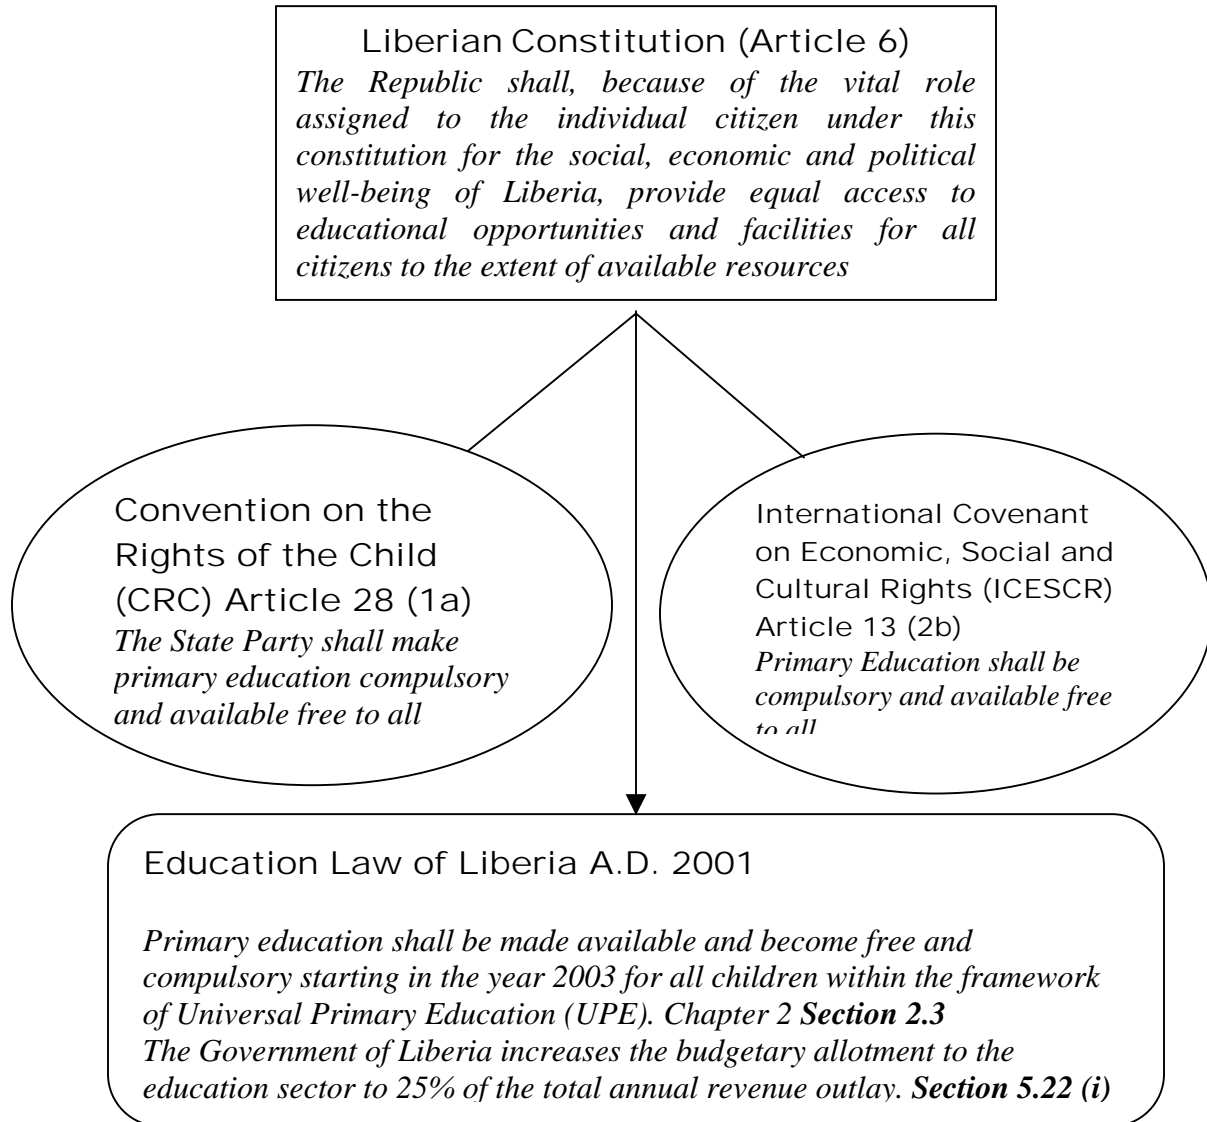 Liberian Constitution (Article 6)
The Republic shall, because of the vital role
assigned to the individual citizen under this
constitution for the social, economic and political
well-being of Liberia, provide equal access to
educational opportunities and facilities for all
citizens to the extent of available resources
Convention on the
Rights of the Child
(CRC) Article 28 (1a)
The State Party shall make
primary education compulsory
and available free to all
International Covenant
on Economic, Social and
Cultural Rights (ICESCR)
Article 13 (2b)
Primary Education shall be
compulsory and available free
to all
Education Law of Liberia A.D. 2001
Primary education shall be made available and become free and
compulsory starting in the year 2003 for all children within the framework
of Universal Primary Education (UPE). Chapter 2 Section 2.3
The Government of Liberia increases the budgetary allotment to the
education sector to 25% of the total annual revenue outlay. Section 5.22 (i)